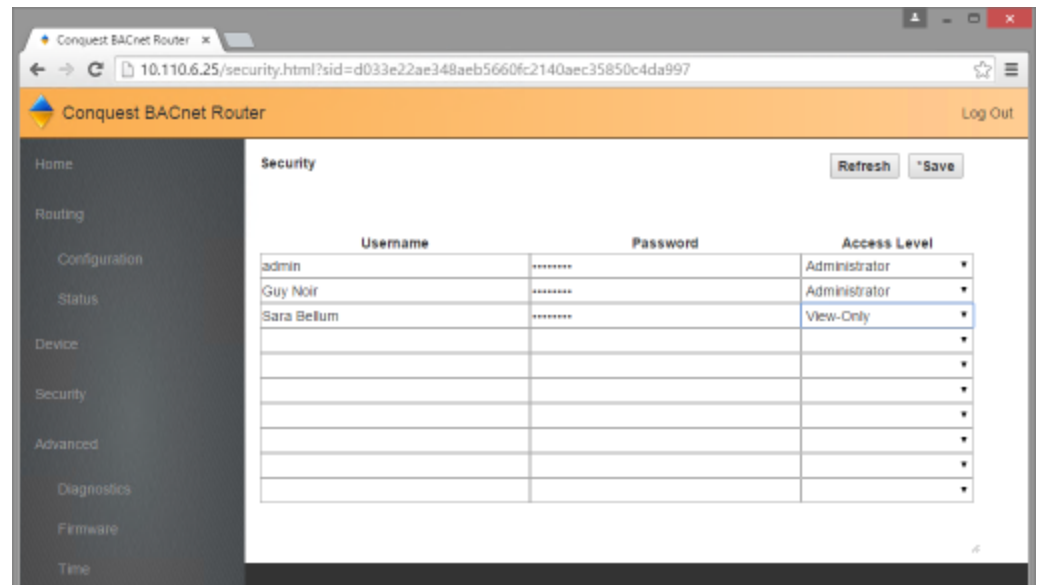 Conquest BACnet Router
10.110.6.25/security.html?sid=d033e22ae348aeb5660fc2140aec35850c4da997
Conquest BACnet Router
Log Out
Home
Routing
Configuration
Status
Device
Security
Advanced
Diagnostics
Firmware
Time
Security
Refresh
*Save
Username Password Access Level
admin •••••••• Administrator
Guy Noir •••••••• Administrator
Sara Bellum •••••••• View-Only